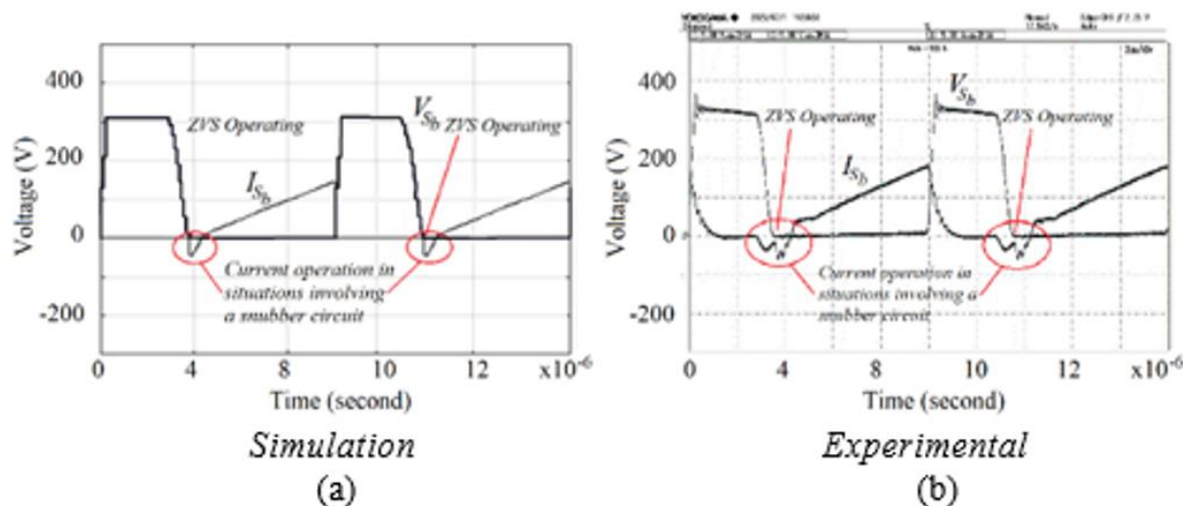 YOKOGAWA
400
V_Sb
ZVS Operating
ZVS Operating
200
I_Sb
0
Current operation in
situations involving
a snubber circuit
-200
Voltage (V)
0 4 8 10 12 x10^-6
Time (second)
Simulation
(a)
400
V_Sb
ZVS Operating
ZVS Operating
200
I_Sb
0
Current operation in
situations involving a
snubber circuit
-200
Voltage (V)
0 4 8 12 x10^-6
Time (second)
Experimental
(b)